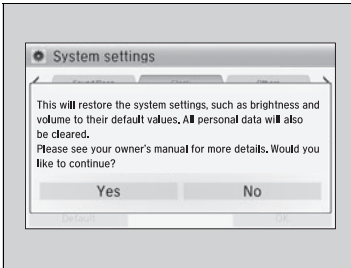 System settings
Clock
Others
This will restore the system settings, such as brightness and
volume to their default values. All personal data will also
be cleared.
Please see your owner's manual for more details. Would you
like to continue?
Yes
No
Default
OK